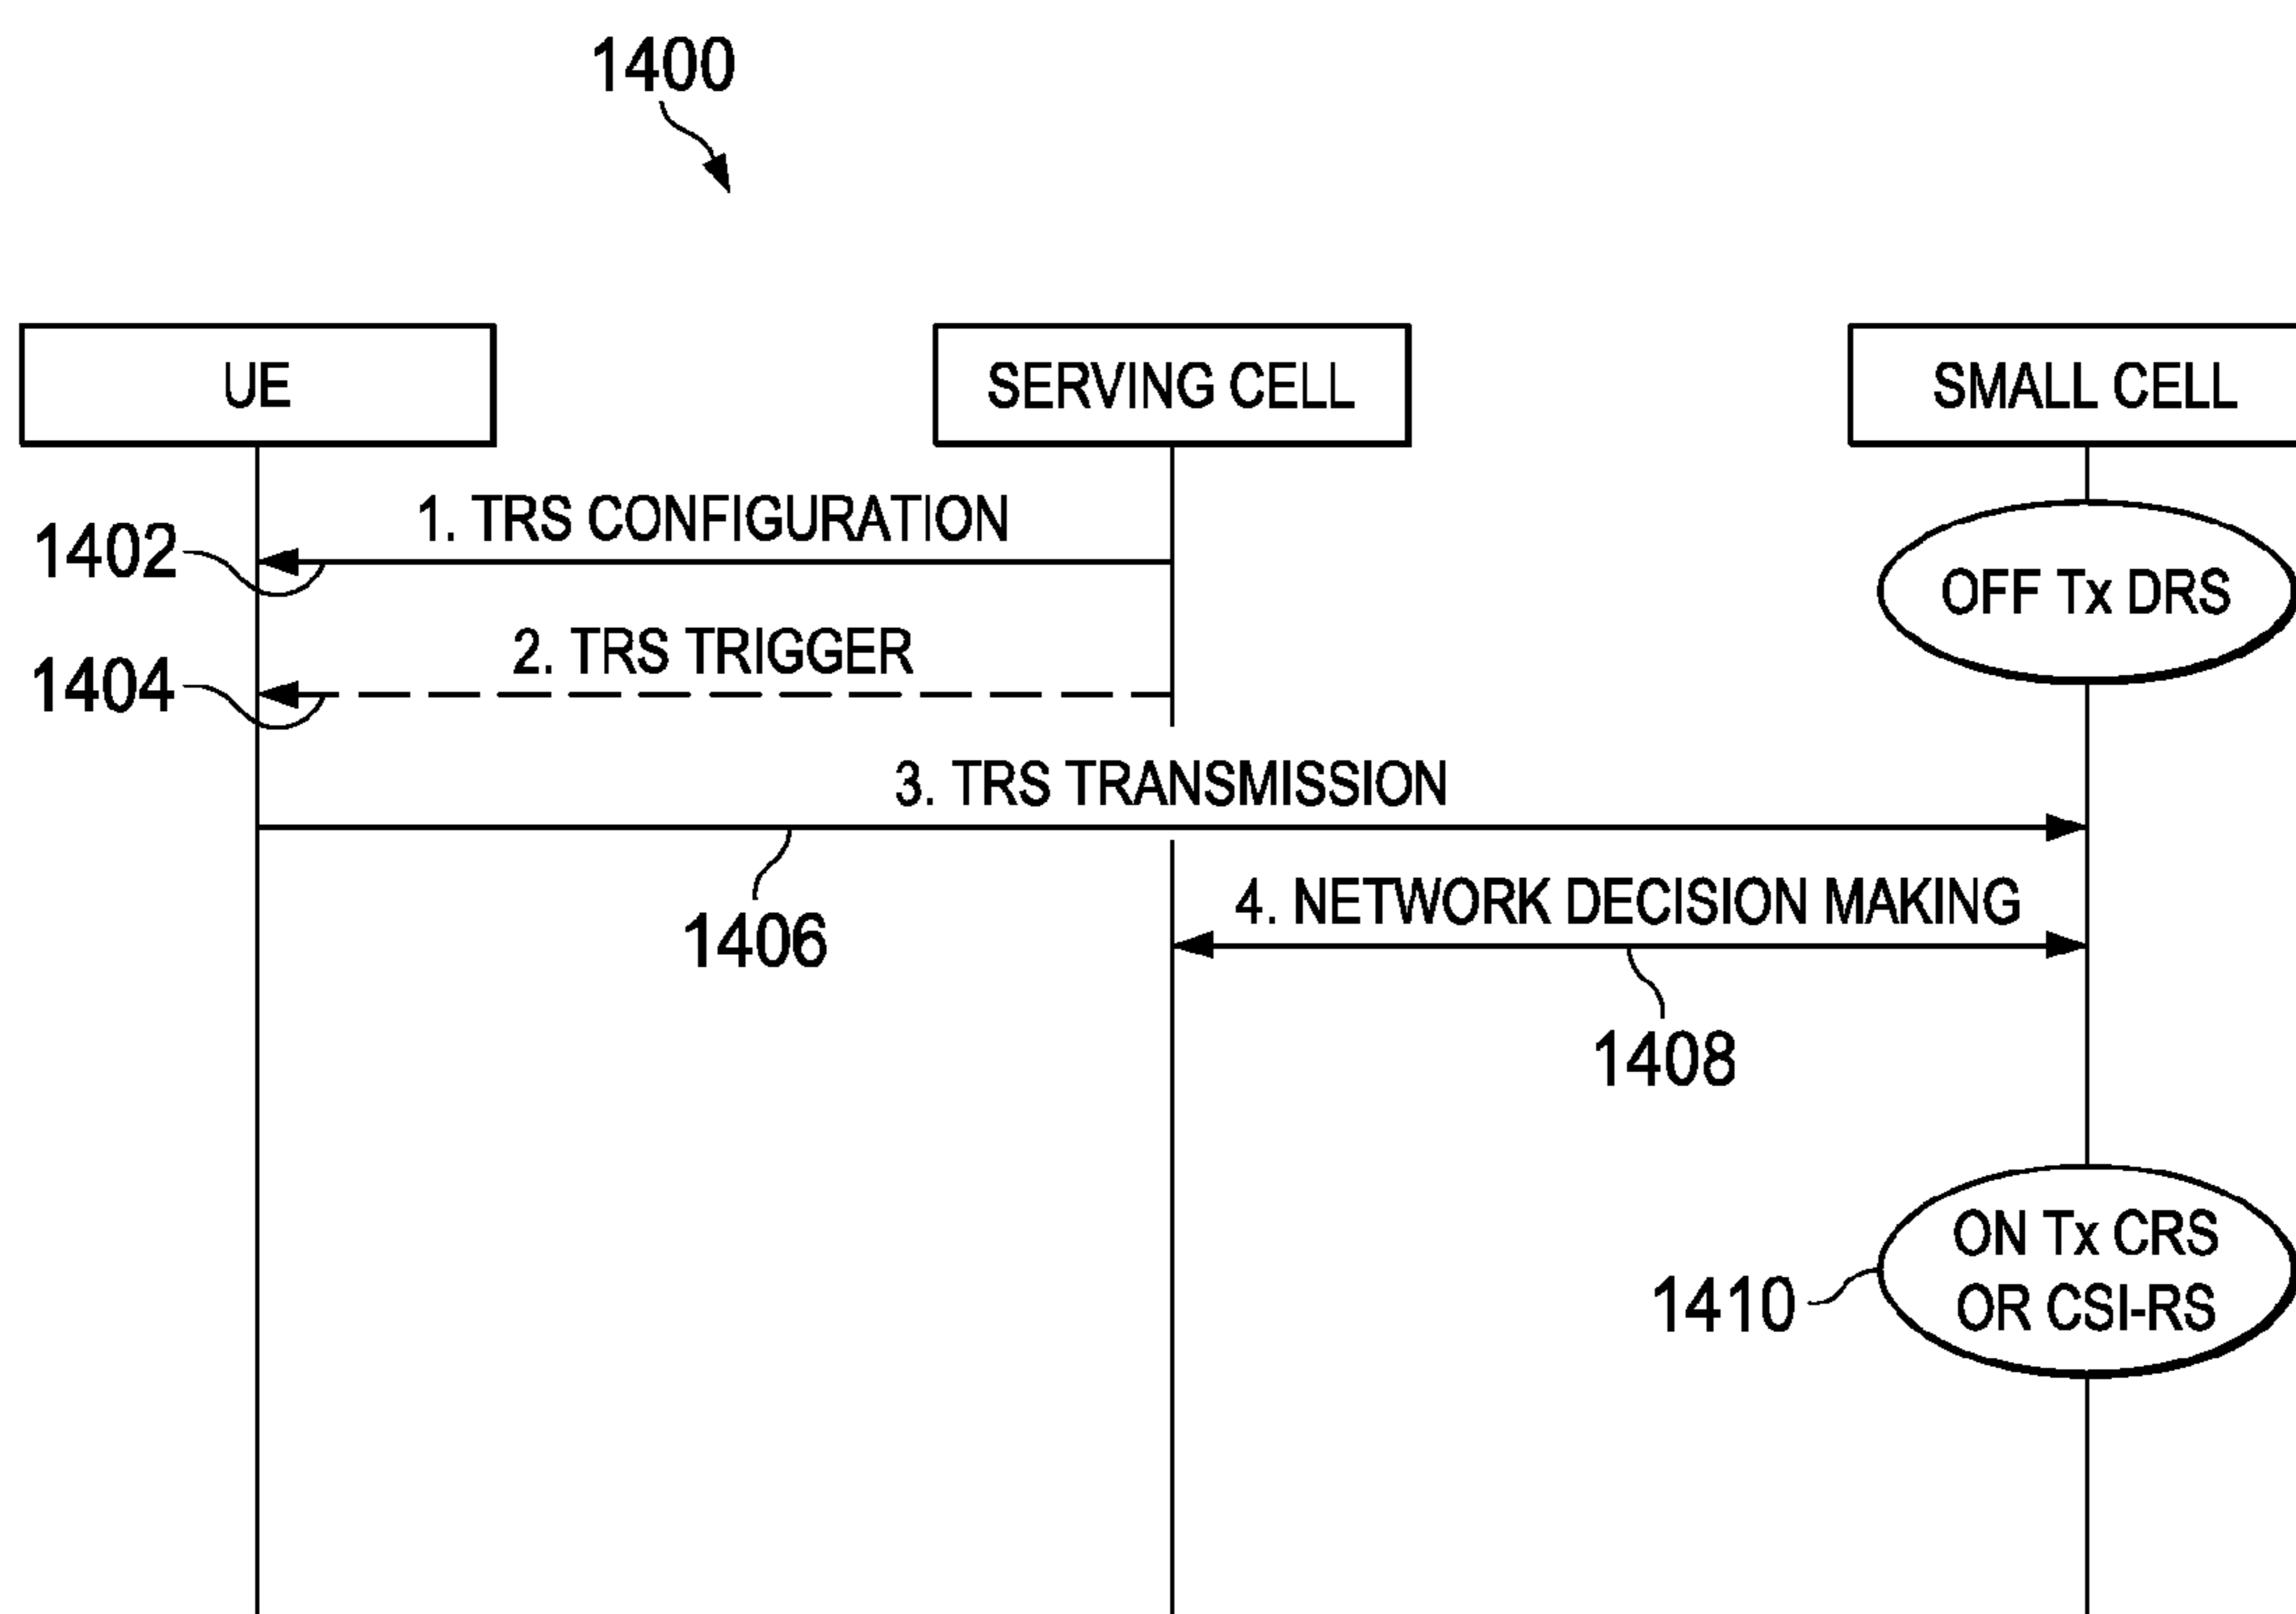 1400
UE
SERVING CELL
SMALL CELL
1. TRS CONFIGURATION
1402
OFF Tx DRS
2. TRS TRIGGER
1404
3. TRS TRANSMISSION
1406
4. NETWORK DECISION MAKING
1408
ON Tx CRS
OR CSI-RS
1410